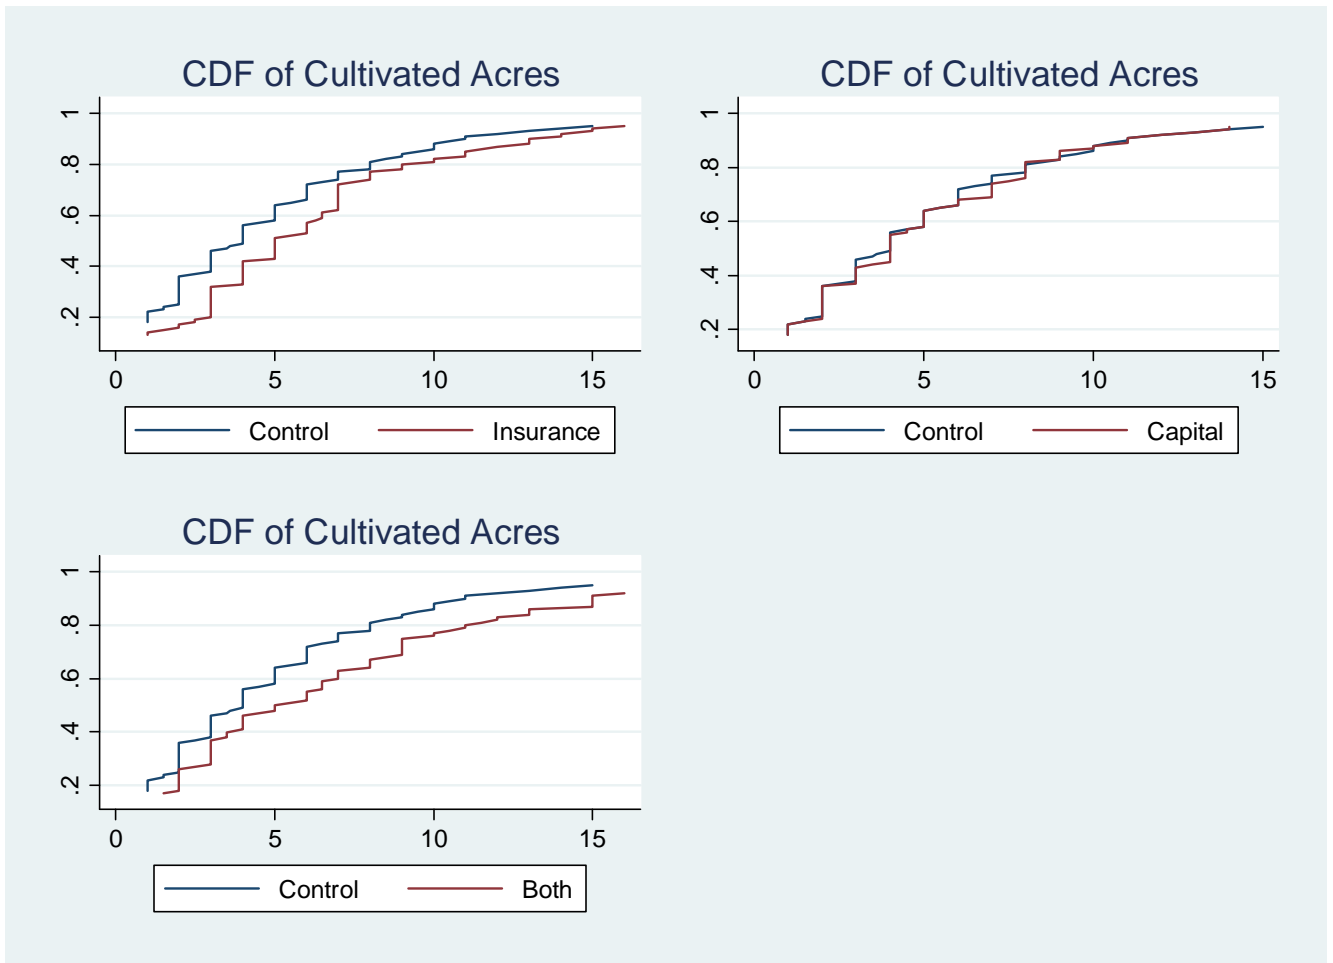 CDF of Cultivated Acres
1
.8
.6
.4
.2
0 5 10 15
Control Insurance
CDF of Cultivated Acres
1
.8
.6
.4
.2
0 5 10 15
Control Capital
CDF of Cultivated Acres
1
.8
.6
.4
.2
0 5 10 15
Control Both